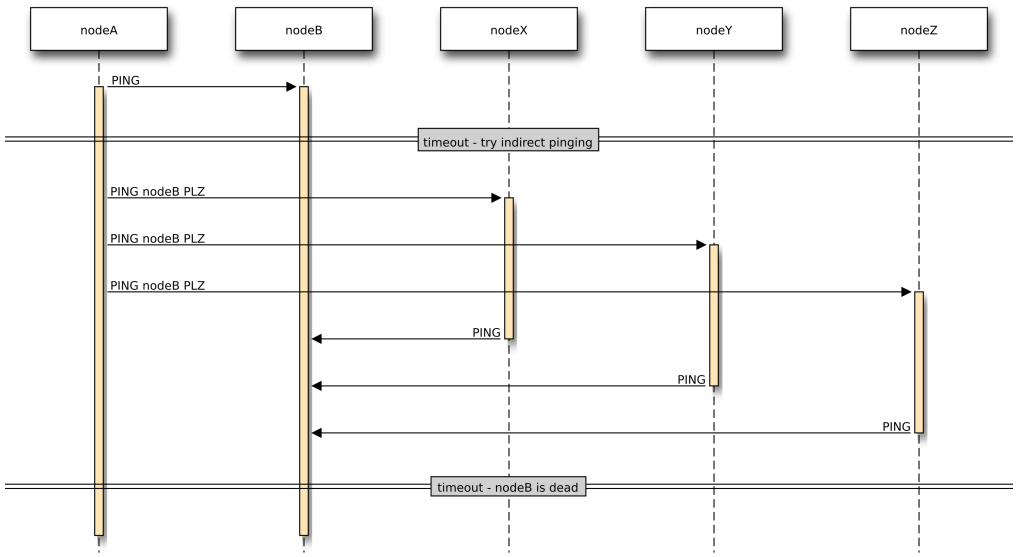 nodeA
nodeB
nodeX
nodeY
nodeZ
PING
timeout - try indirect pinging
PING nodeB PLZ
PING nodeB PLZ
PING nodeB PLZ
PING
PING
PING
timeout - nodeB is dead